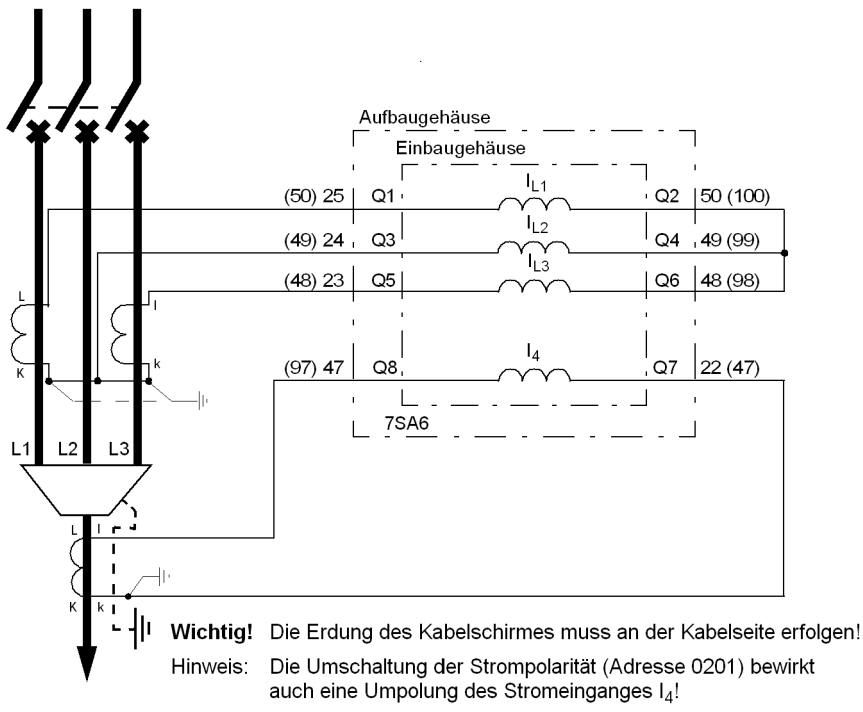 Aufbaugehäuse
Einbaugehäuse
(50) 25 Q1 IL1 Q2 50 (100)
(49) 24 Q3 IL2 Q4 49 (99)
(48) 23 Q5 IL3 Q6 48 (98)
L l
K k
(97) 47 Q8 I4 Q7 22 (47)
7SA6
L1 L2 L3
L l
K k
Wichtig! Die Erdung des Kabelschirmes muss an der Kabelseite erfolgen!
Hinweis: Die Umschaltung der Strompolarität (Adresse 0201) bewirkt
auch eine Umpolung des Stromeinganges I4!